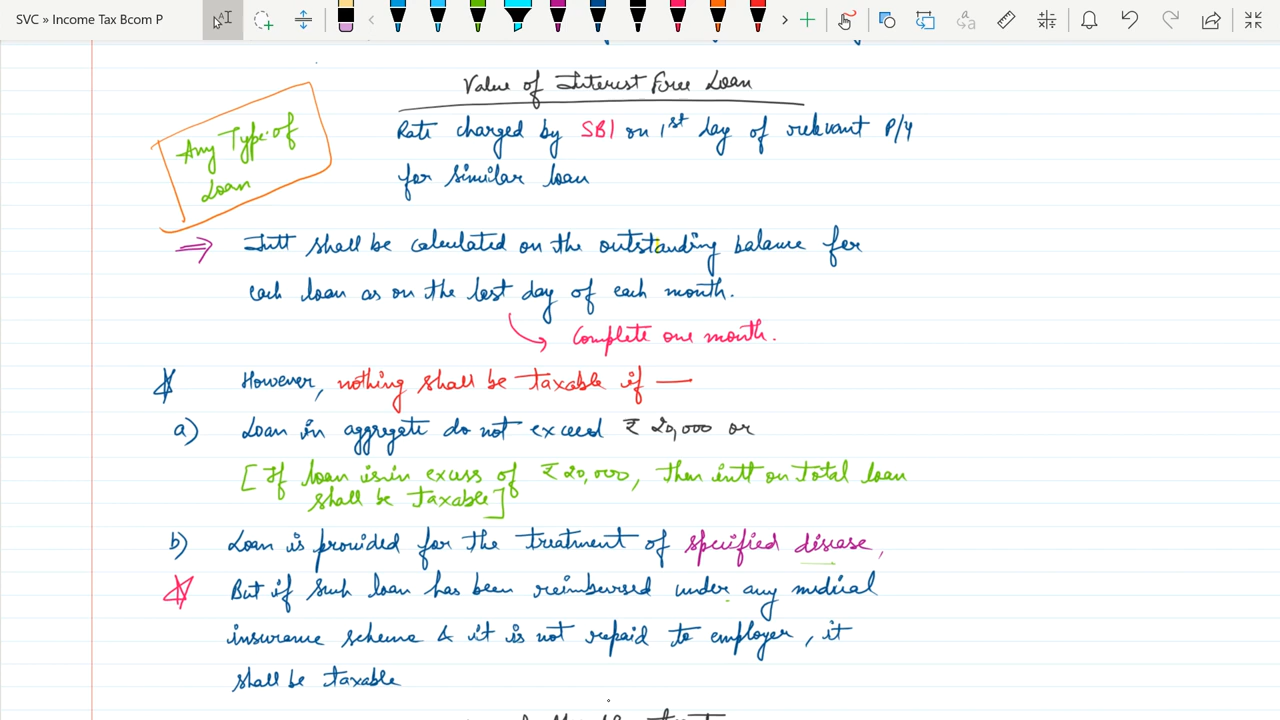 SVC » Income Tax Bcom P
Value of Interest Free Loan
Any Type of
Loan
Rate charged by SBI on 1st day of relevant P/Y
for similar loan
⇒ Intt shall be calculated on the outstanding balance for
each loan as on the last day of each month.
Complete one month.
However, nothing shall be taxable if —
a) Loan in aggregate do not exceed ₹ 20,000 or
[If loan is in excess of ₹20,000, then intt on total loan
shall be taxable]
b) Loan is provided for the treatment of specified disease,
But if such loan has been reimbursed under any medical
insurance scheme & it is not repaid to employer, it
shall be taxable